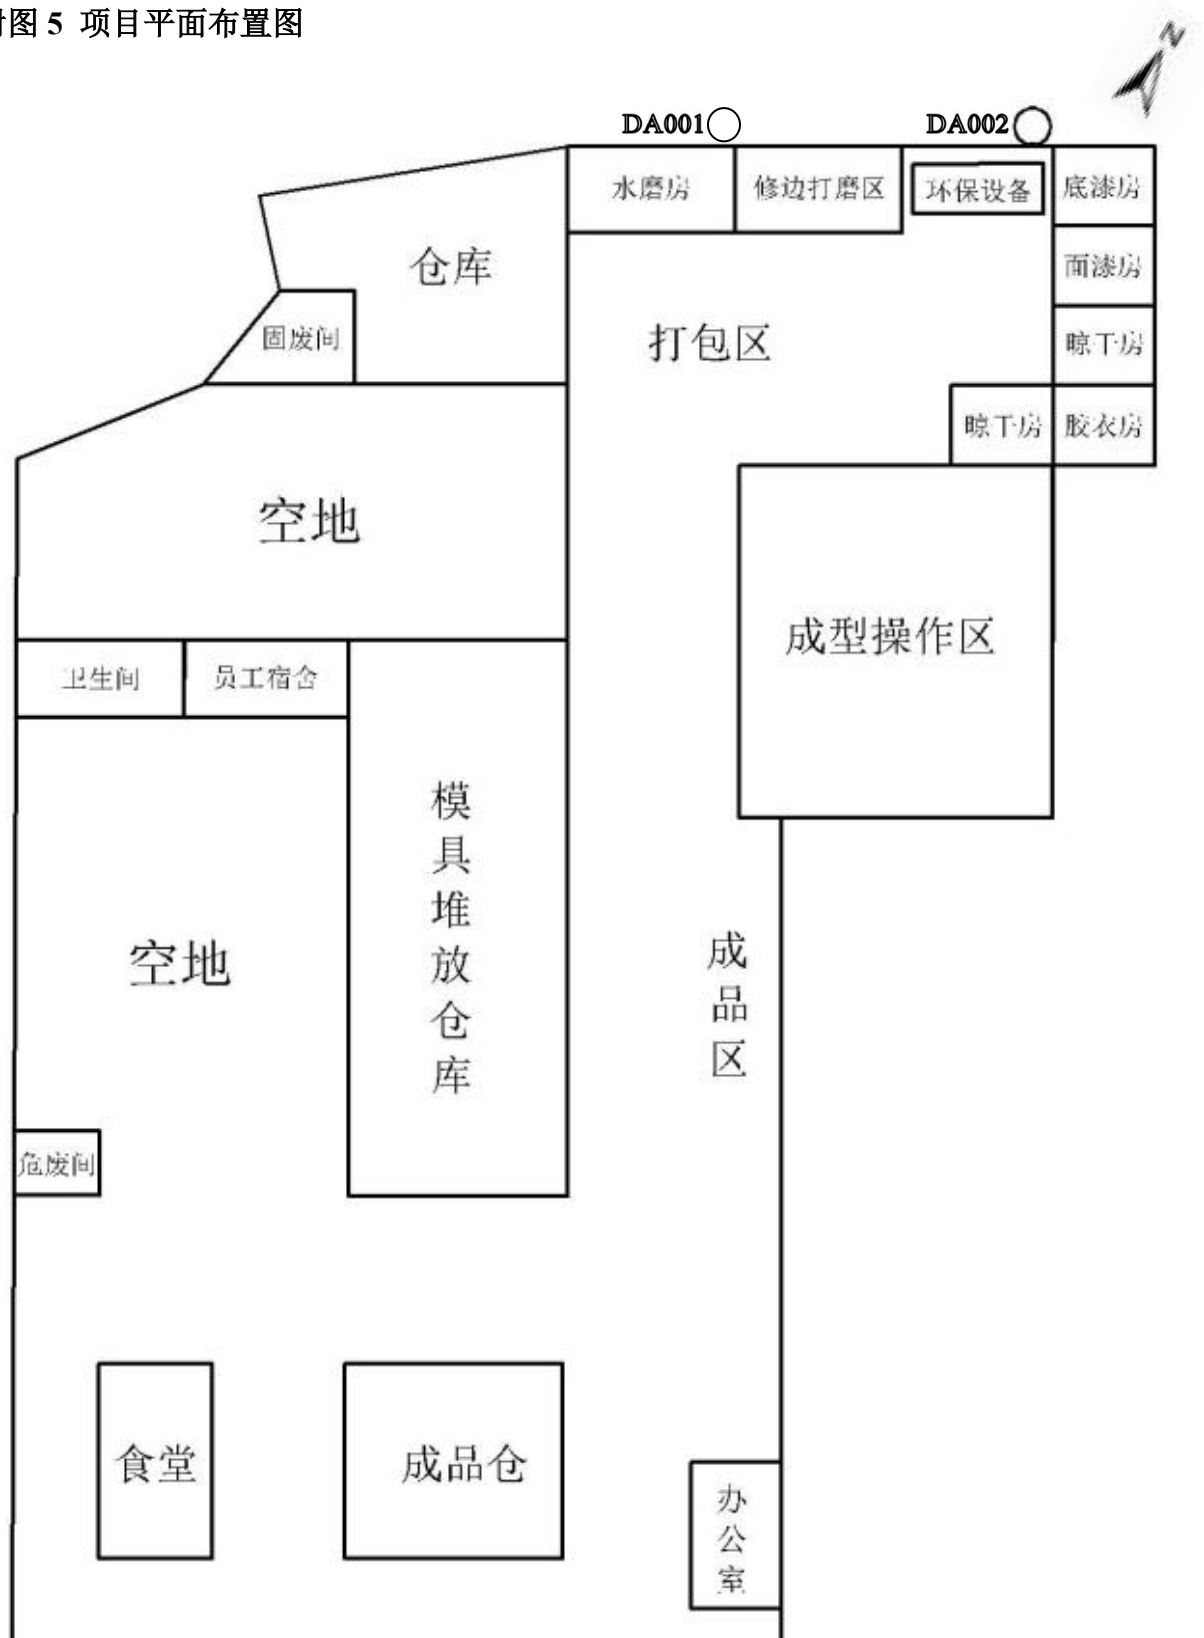 附图 5 项目平面布置图
N
DA001
DA002
水磨房
修边打磨区
环保设备
底漆房
面漆房
仓库
固废间
打包区
晾干房
晾干房
胶衣房
空地
成型操作区
卫生间
员工宿舍
模具堆放仓库
空地
成品区
危废间
食堂
成品仓
办公室